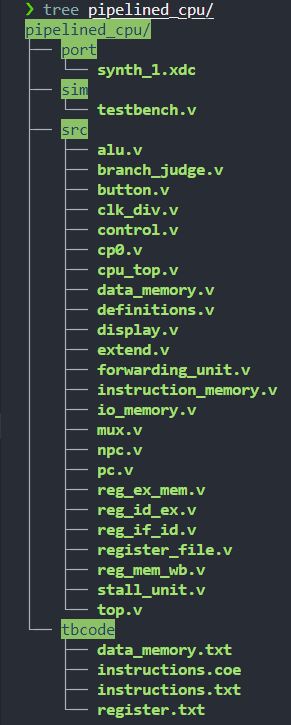 ❯ tree pipelined_cpu/
pipelined_cpu/
├── port
│   └── synth_1.xdc
├── sim
│   └── testbench.v
├── src
│   ├── alu.v
│   ├── branch_judge.v
│   ├── button.v
│   ├── clk_div.v
│   ├── control.v
│   ├── cp0.v
│   ├── cpu_top.v
│   ├── data_memory.v
│   ├── definitions.v
│   ├── display.v
│   ├── extend.v
│   ├── forwarding_unit.v
│   ├── instruction_memory.v
│   ├── io_memory.v
│   ├── mux.v
│   ├── npc.v
│   ├── pc.v
│   ├── reg_ex_mem.v
│   ├── reg_id_ex.v
│   ├── reg_if_id.v
│   ├── register_file.v
│   ├── reg_mem_wb.v
│   ├── stall_unit.v
│   └── top.v
└── tbcode
    ├── data_memory.txt
    ├── instructions.coe
    ├── instructions.txt
    └── register.txt